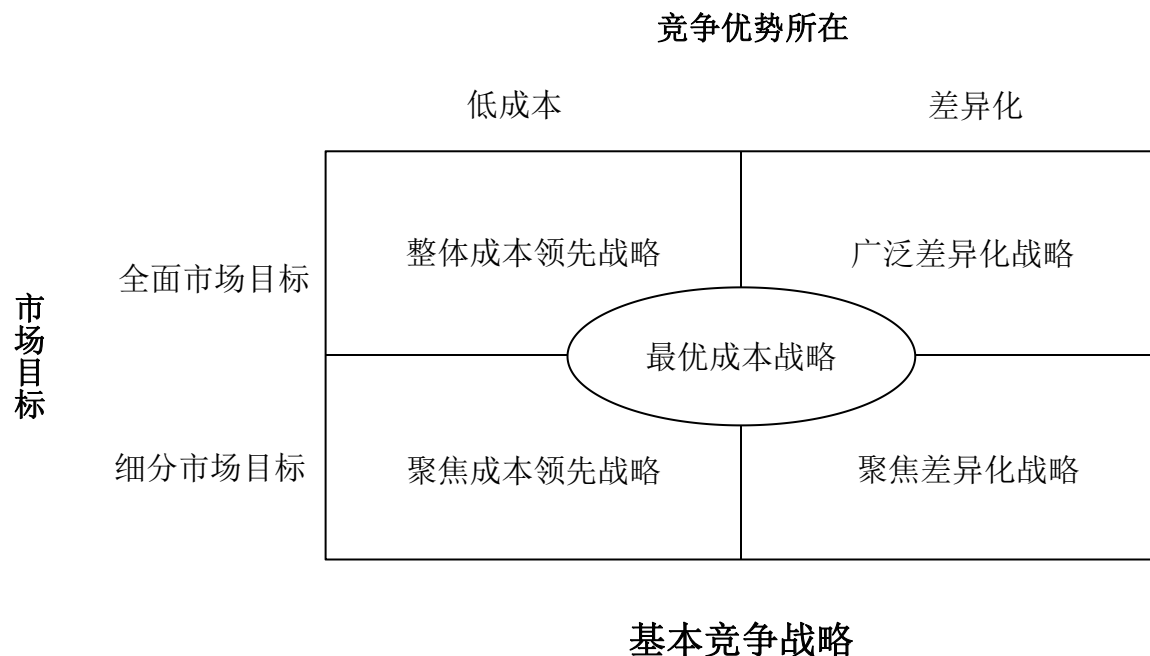 竞争优势所在
低成本
差异化
整体成本领先战略
广泛差异化战略
全面市场目标
市场目标
最优成本战略
细分市场目标
聚焦成本领先战略
聚焦差异化战略
基本竞争战略